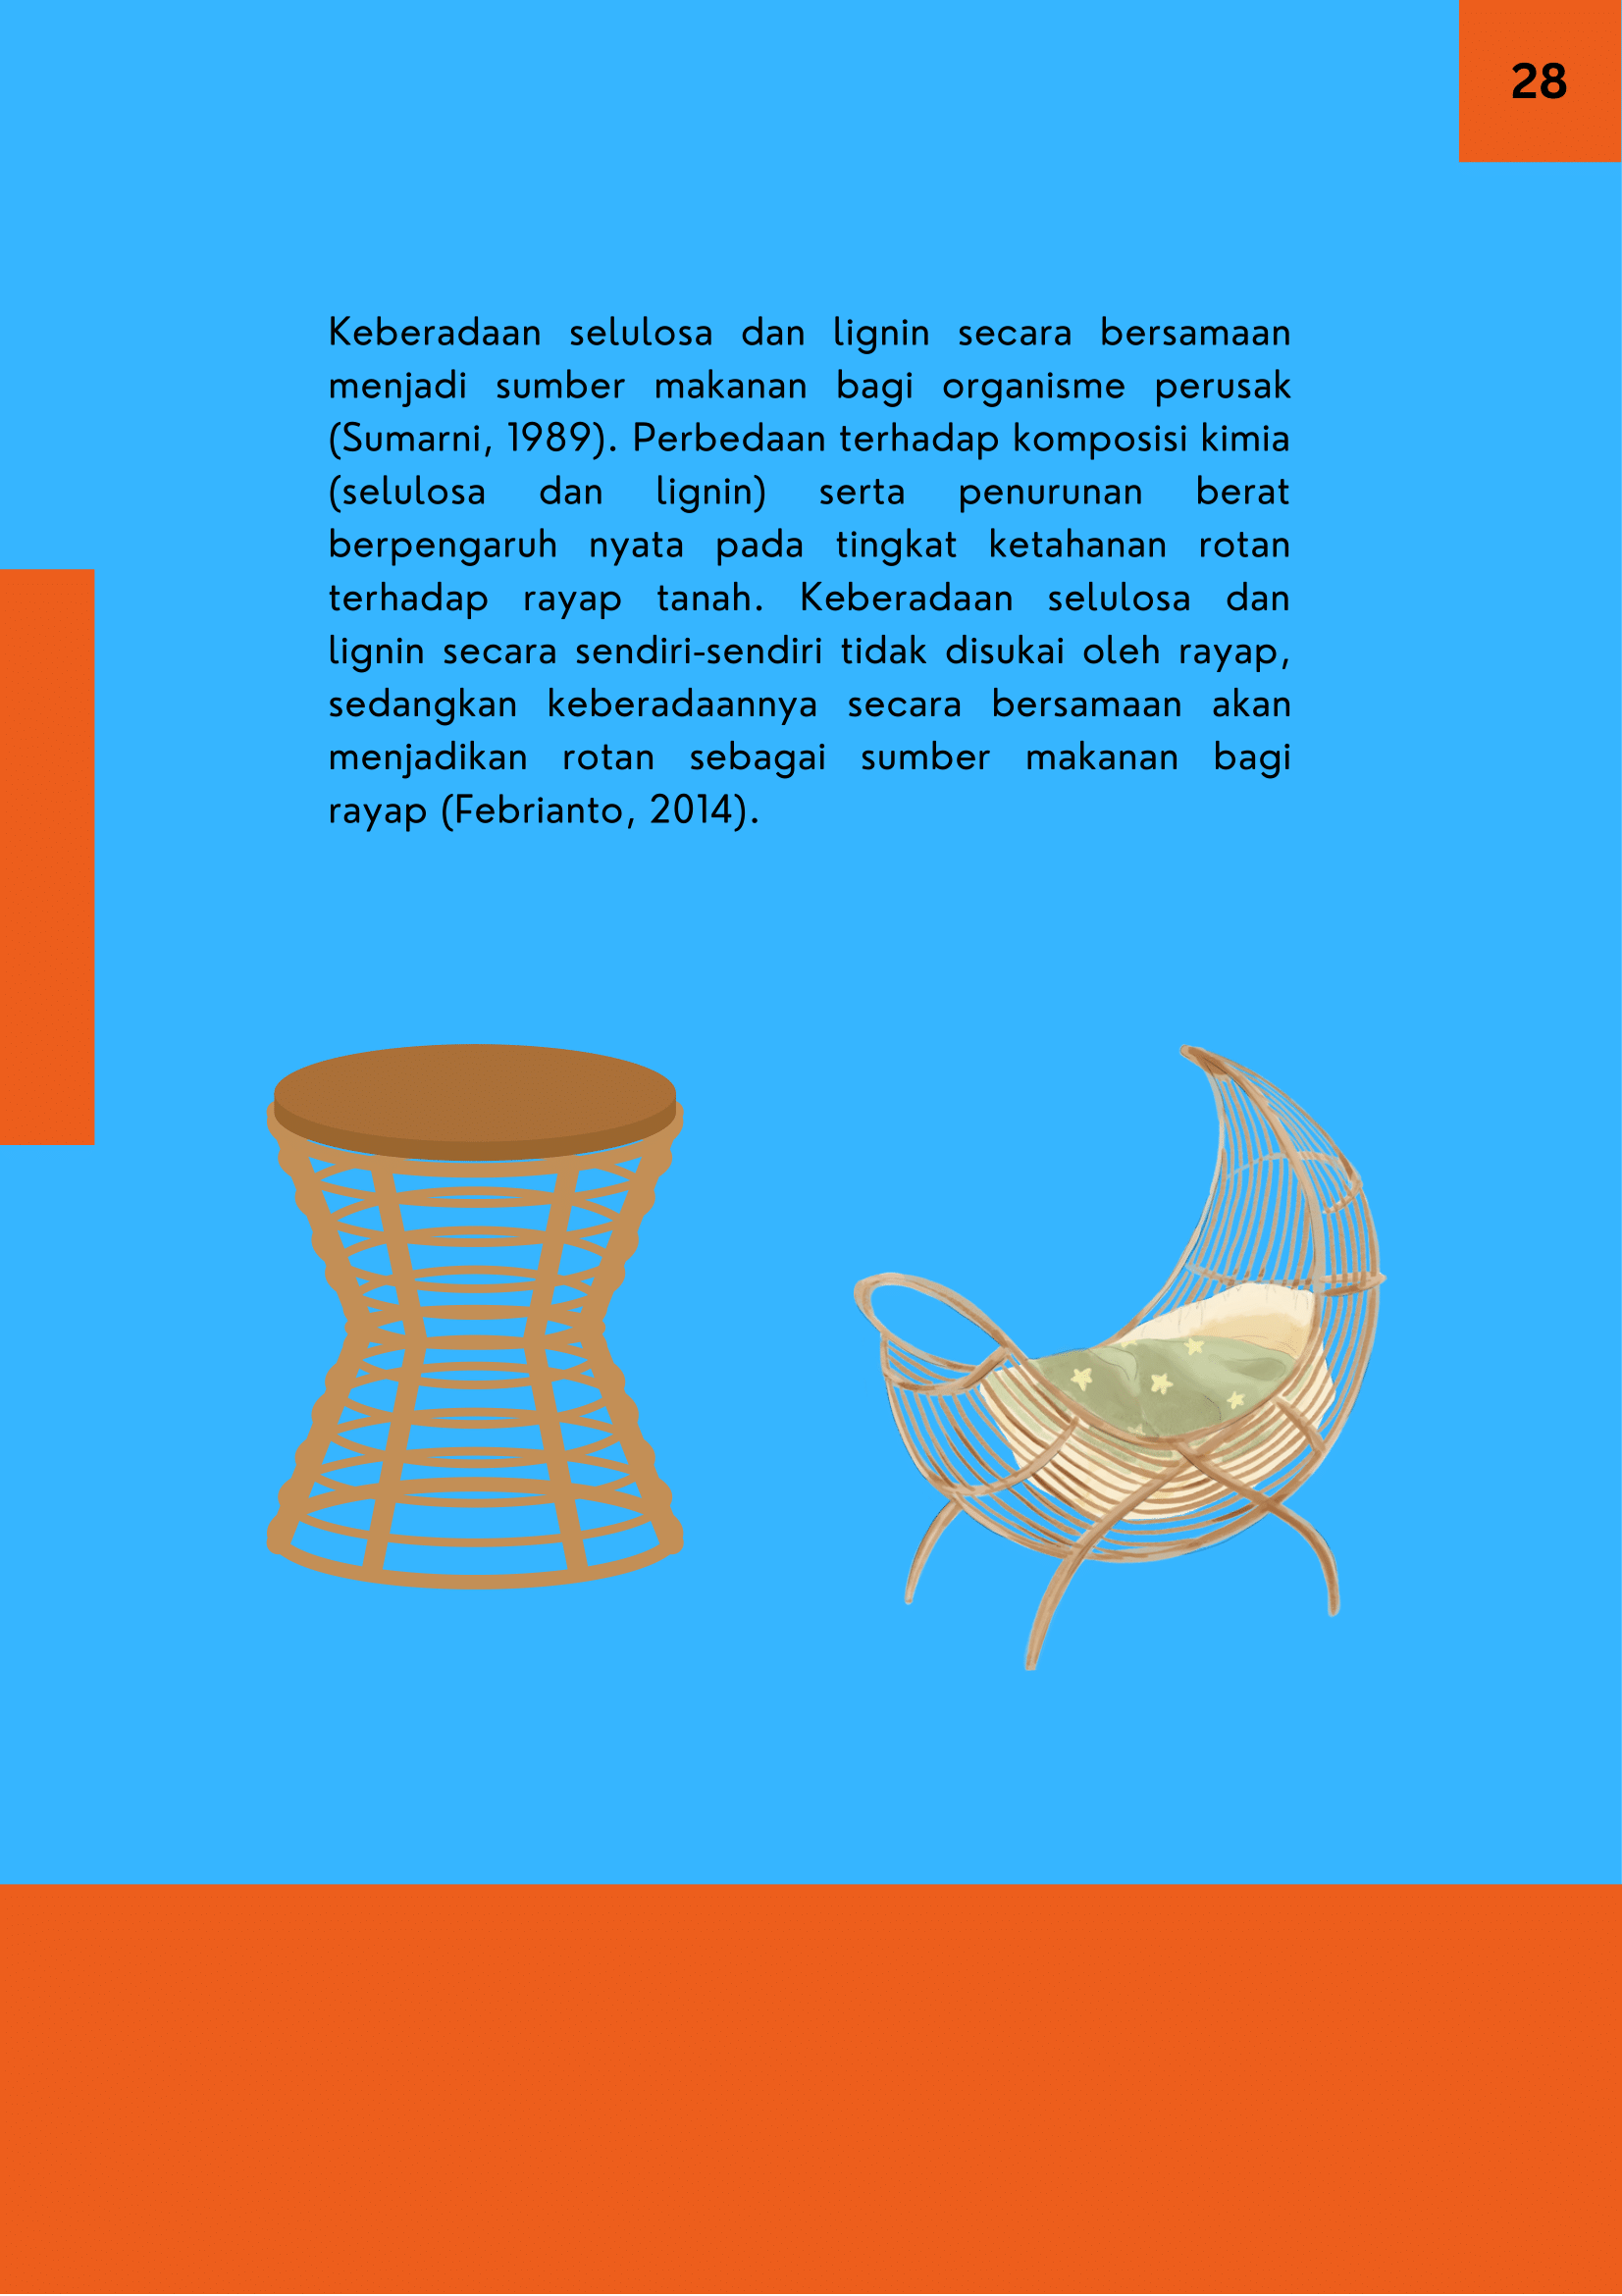 28
Keberadaan selulosa dan lignin secara bersamaan
menjadi sumber makanan bagi organisme perusak
(Sumarni, 1989). Perbedaan terhadap komposisi kimia
(selulosa dan lignin) serta penurunan berat
berpengaruh nyata pada tingkat ketahanan rotan
terhadap rayap tanah. Keberadaan selulosa dan
lignin secara sendiri-sendiri tidak disukai oleh rayap,
sedangkan keberadaannya secara bersamaan akan
menjadikan rotan sebagai sumber makanan bagi
rayap (Febrianto, 2014).